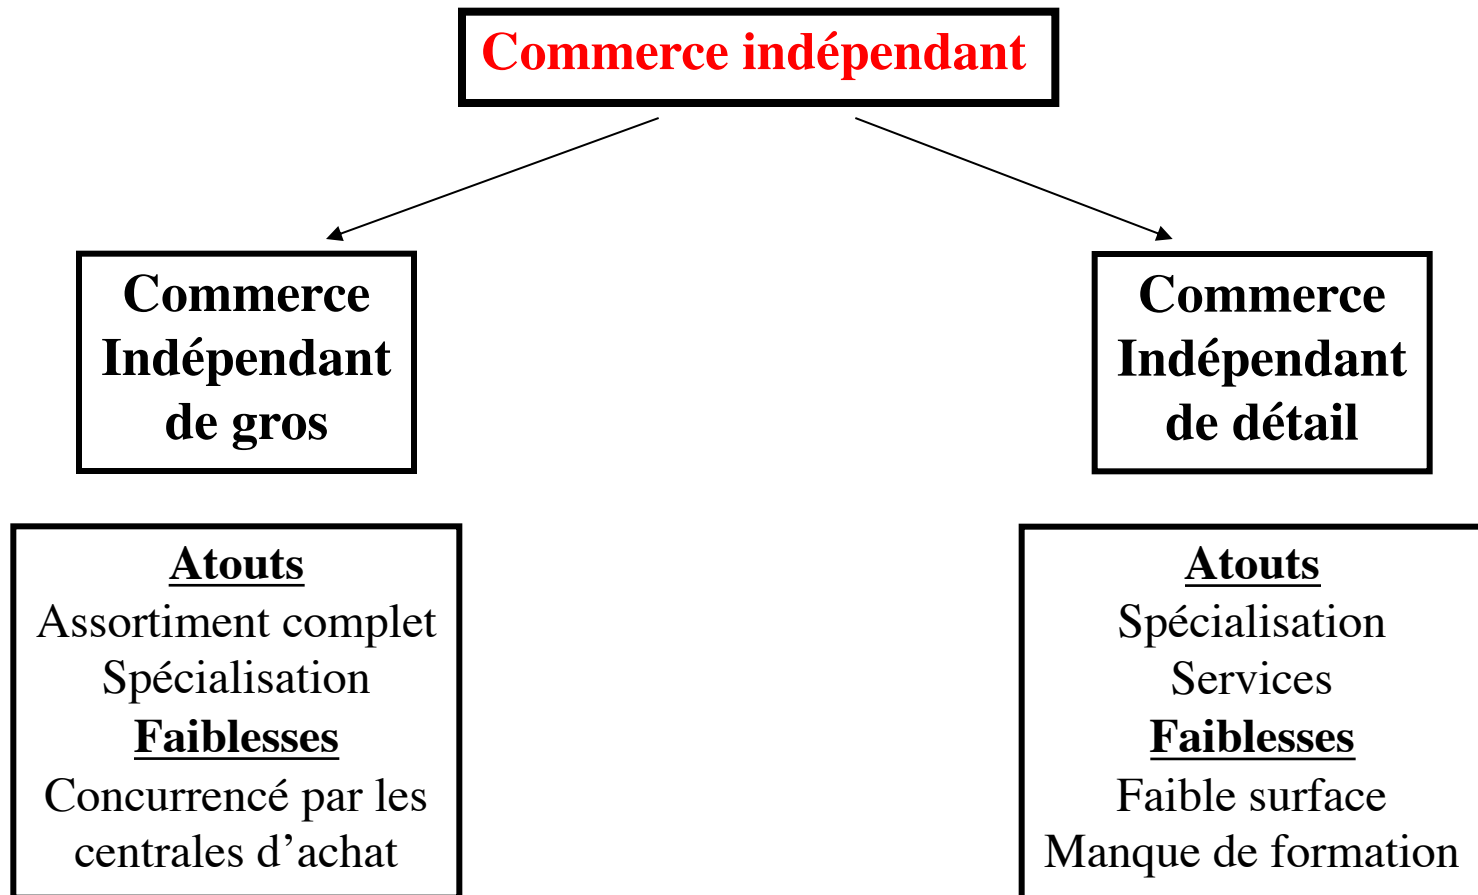 Commerce indépendant
Commerce
Indépendant
de gros
Commerce
Indépendant
de détail
Atouts
Assortiment complet
Spécialisation
Faiblesses
Concurrencé par les
centrales d’achat
Atouts
Spécialisation
Services
Faiblesses
Faible surface
Manque de formation